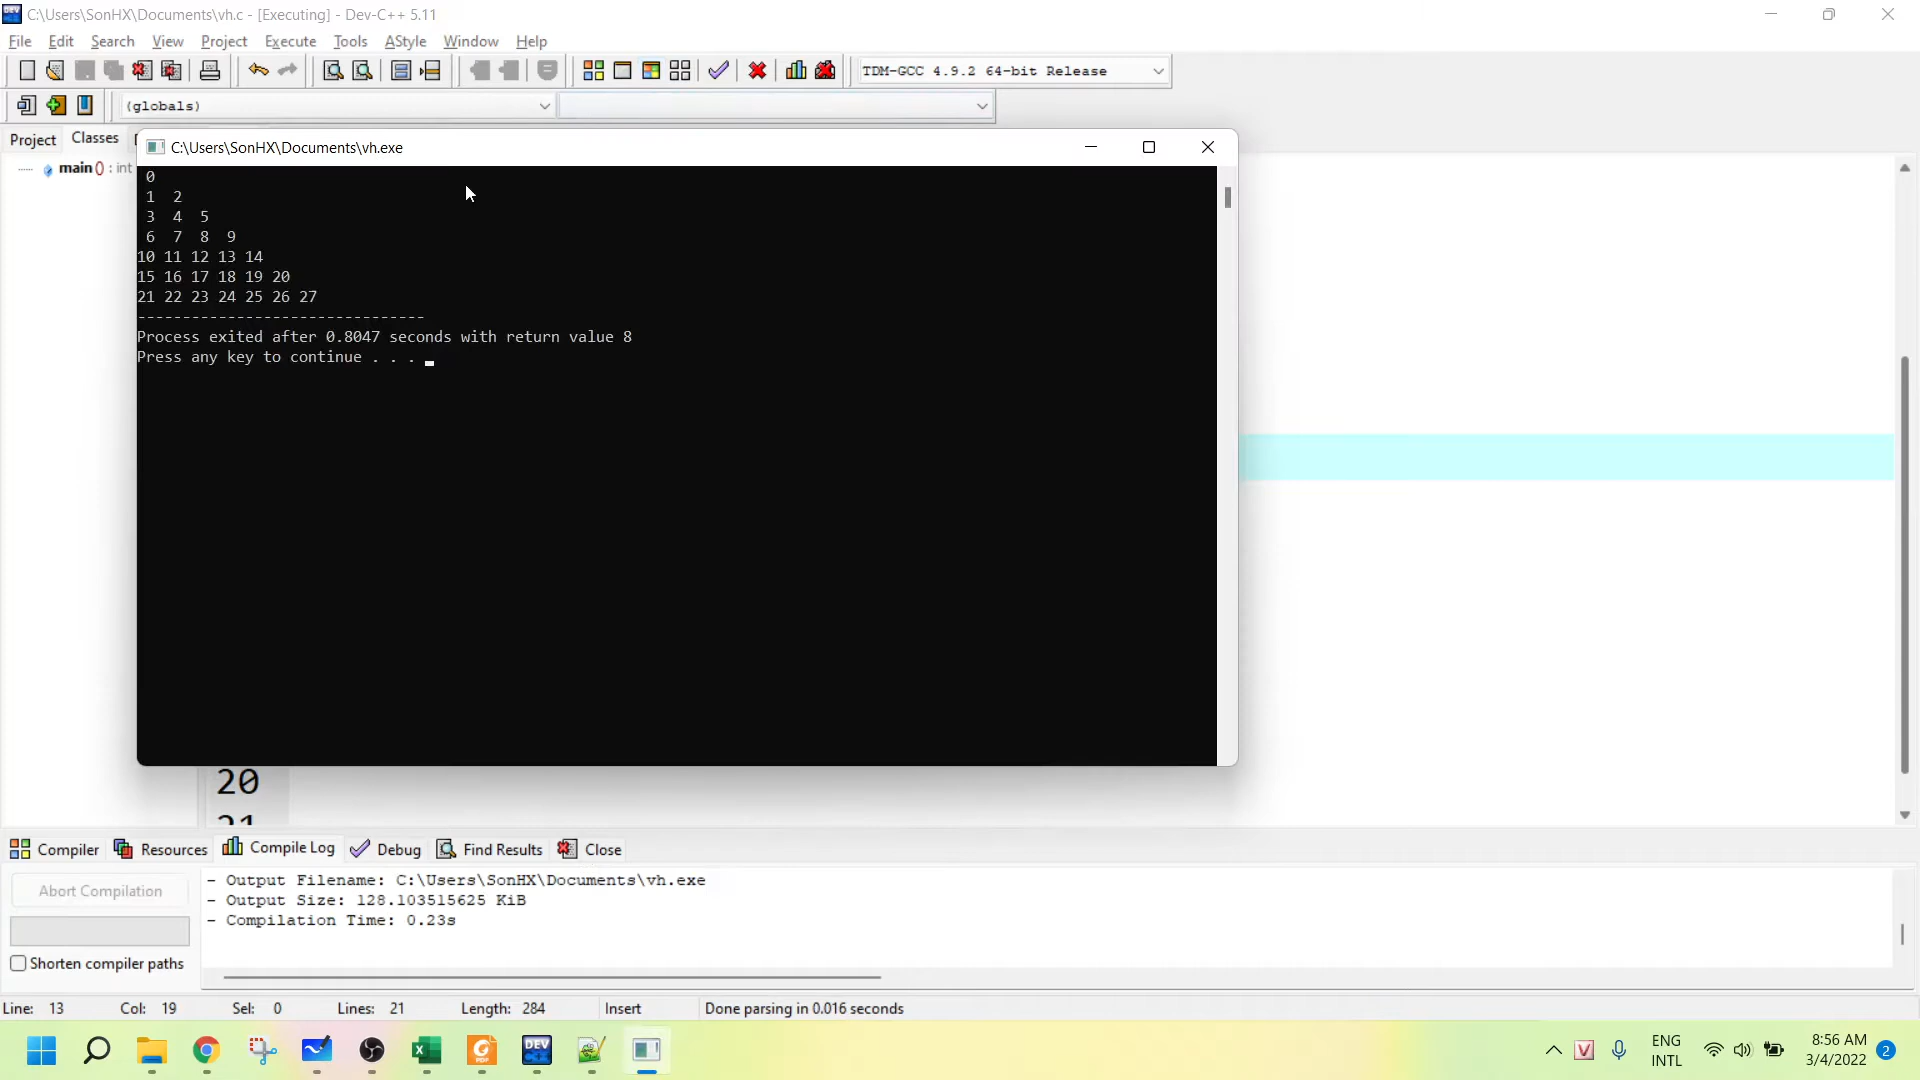 C:\Users\SonHX\Documents\vh.c - [Executing] - Dev-C++ 5.11
File Edit Search View Project Execute Tools AStyle Window Help
TDM-GCC 4.9.2 64-bit Release
(globals)
Project Classes
main() : int
C:\Users\SonHX\Documents\vh.exe
0
1 2
3 4 5
6 7 8 9
10 11 12 13 14
15 16 17 18 19 20
21 22 23 24 25 26 27
--------------------------------
Process exited after 0.8047 seconds with return value 8
Press any key to continue . . .
20
21
Compiler Resources Compile Log Debug Find Results Close
Abort Compilation
Shorten compiler paths
- Output Filename: C:\Users\SonHX\Documents\vh.exe
- Output Size: 128.103515625 KiB
- Compilation Time: 0.23s
Line: 13 Col: 19 Sel: 0 Lines: 21 Length: 284 Insert Done parsing in 0.016 seconds
DEV
PDF
V
ENG
INTL
8:56 AM
3/4/2022
2